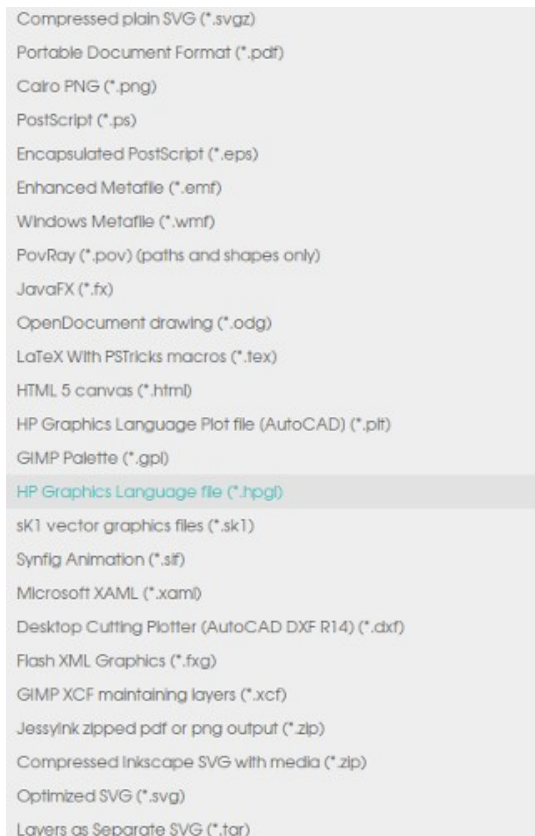 Compressed plain SVG (*.svgz)
Portable Document Format (*.pdf)
Cairo PNG (*.png)
PostScript (*.ps)
Encapsulated PostScript (*.eps)
Enhanced Metafile (*.emf)
Windows Metafile (*.wmf)
PovRay (*.pov) (paths and shapes only)
JavaFX (*.fx)
OpenDocument drawing (*.odg)
LaTeX With PSTricks macros (*.tex)
HTML 5 canvas (*.html)
HP Graphics Language Plot file (AutoCAD) (*.plt)
GIMP Palette (*.gpl)
HP Graphics Language file (*.hpgl)
sK1 vector graphics files (*.sk1)
Synfig Animation (*.sif)
Microsoft XAML (*.xaml)
Desktop Cutting Plotter (AutoCAD DXF R14) (*.dxf)
Flash XML Graphics (*.fxg)
GIMP XCF maintaining layers (*.xcf)
JessyInk zipped pdf or png output (*.zip)
Compressed Inkscape SVG with media (*.zip)
Optimized SVG (*.svg)
Layers as Separate SVG (*.tar)